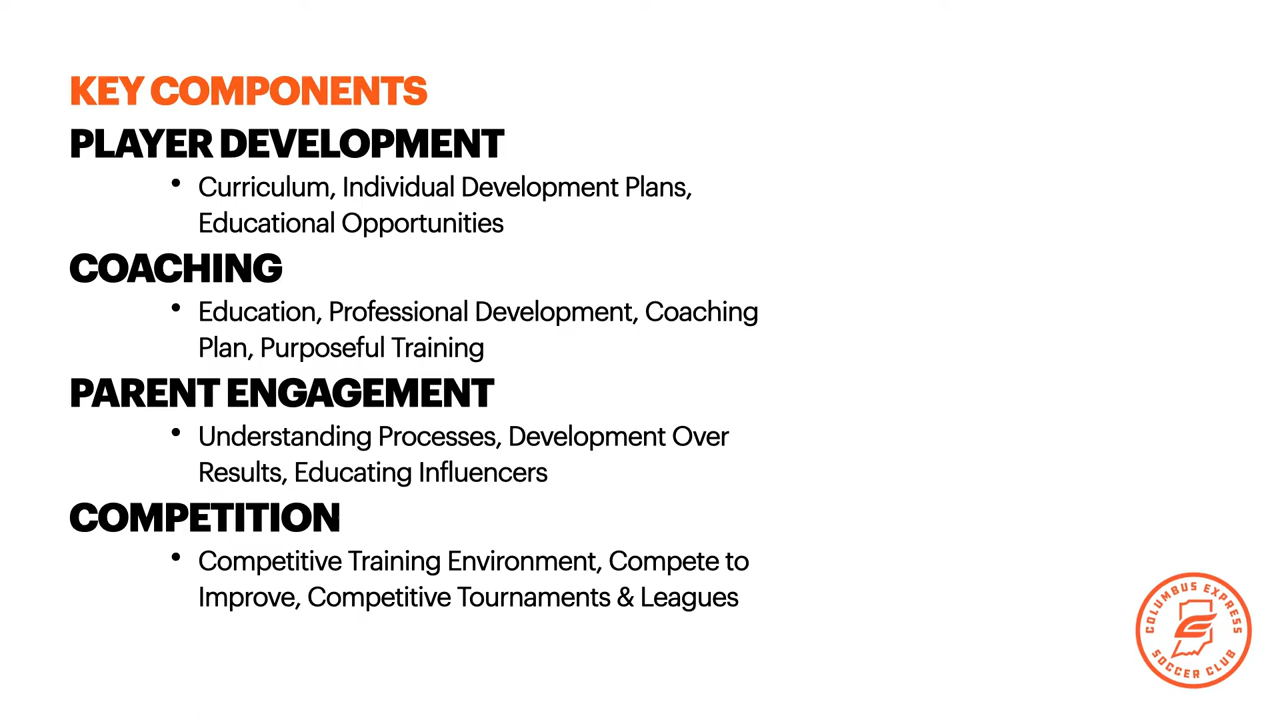 KEY COMPONENTS
PLAYER DEVELOPMENT
• Curriculum, Individual Development Plans,
Educational Opportunities
COACHING
• Education, Professional Development, Coaching
Plan, Purposeful Training
PARENT ENGAGEMENT
• Understanding Processes, Development Over
Results, Educating Influencers
COMPETITION
• Competitive Training Environment, Compete to
Improve, Competitive Tournaments & Leagues
COLUMBUS EXPRESS
SOCCER CLUB